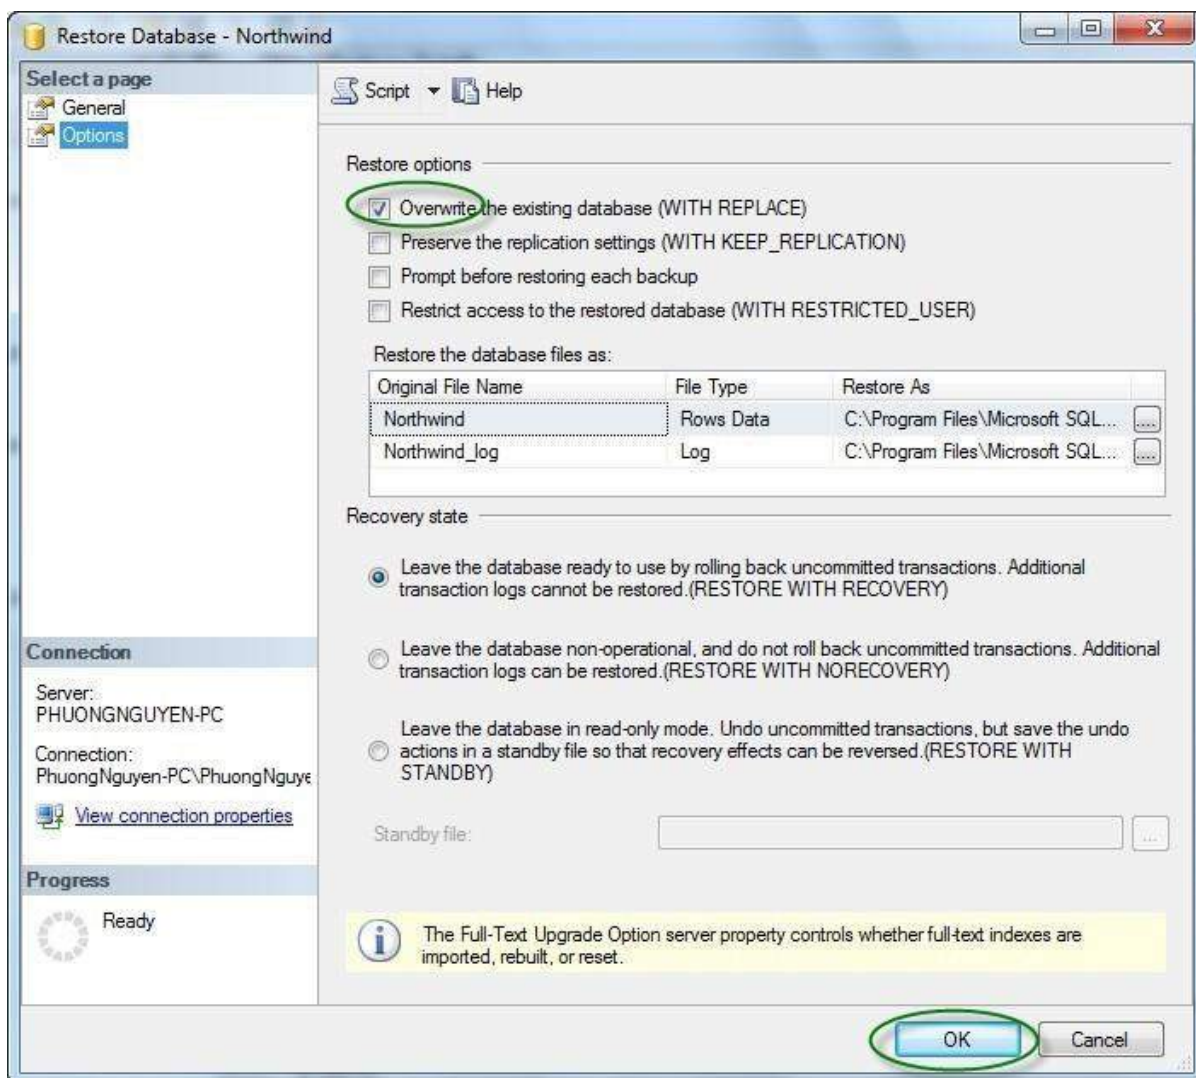 Restore Database - Northwind
Select a page
General
Options
Script
Help
Restore options
Overwrite the existing database (WITH REPLACE)
Preserve the replication settings (WITH KEEP_REPLICATION)
Prompt before restoring each backup
Restrict access to the restored database (WITH RESTRICTED_USER)
Restore the database files as:
Original File Name File Type Restore As
Northwind Rows Data C:\Program Files\Microsoft SQL... ....
Northwind_log Log C:\Program Files\Microsoft SQL... ....
Recovery state
Leave the database ready to use by rolling back uncommitted transactions. Additional
transaction logs cannot be restored.(RESTORE WITH RECOVERY)
Leave the database non-operational, and do not roll back uncommitted transactions. Additional
transaction logs can be restored.(RESTORE WITH NORECOVERY)
Leave the database in read-only mode. Undo uncommitted transactions, but save the undo
actions in a standby file so that recovery effects can be reversed.(RESTORE WITH
STANDBY)
Standby file: ...
Connection
Server:
PHUONGNGUYEN-PC
Connection:
PhuongNguyen-PC\PhuongNguye
View connection properties
Progress
Ready
The Full-Text Upgrade Option server property controls whether full-text indexes are
imported, rebuilt, or reset.
OK Cancel